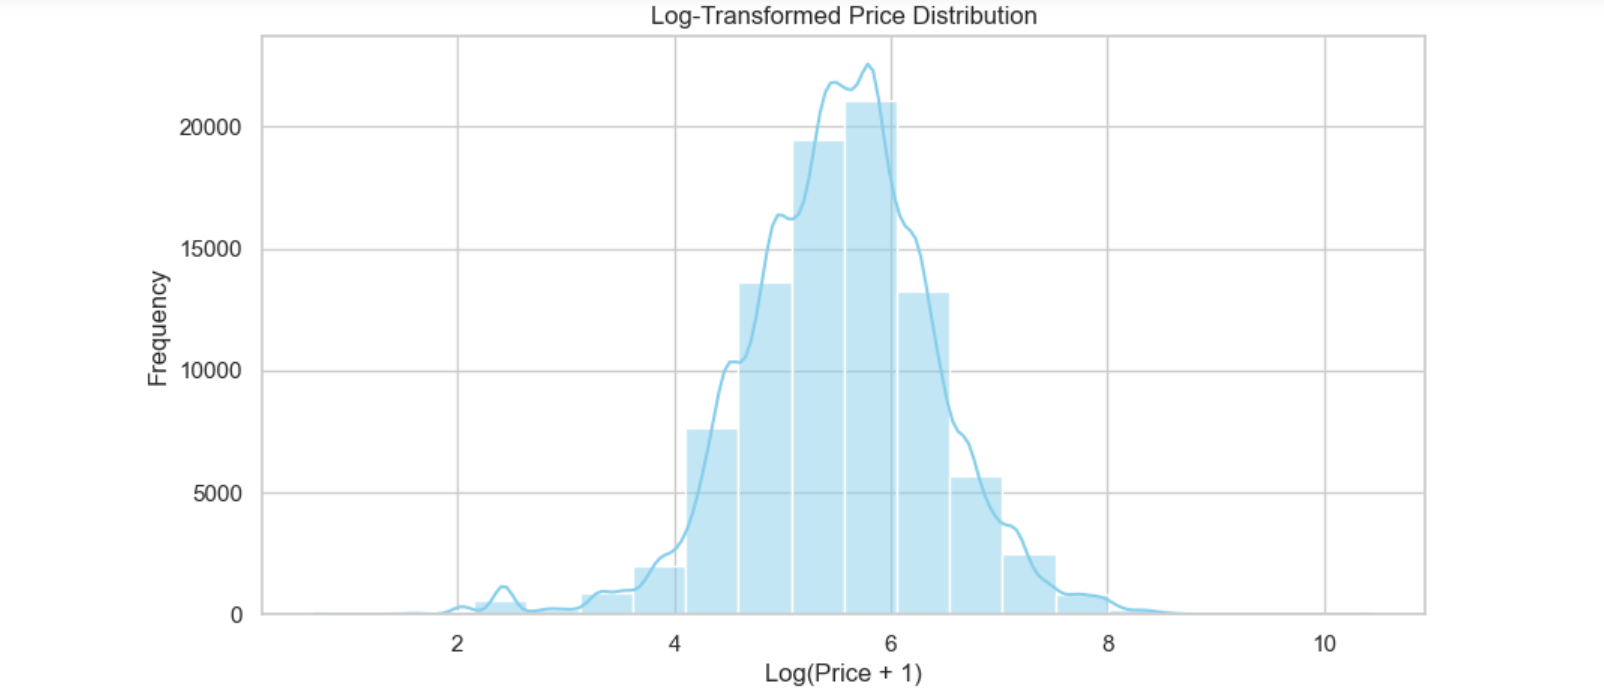 Log-Transformed Price Distribution
20000
15000
10000
5000
0
Frequency
2 4 6 8 10
Log(Price + 1)